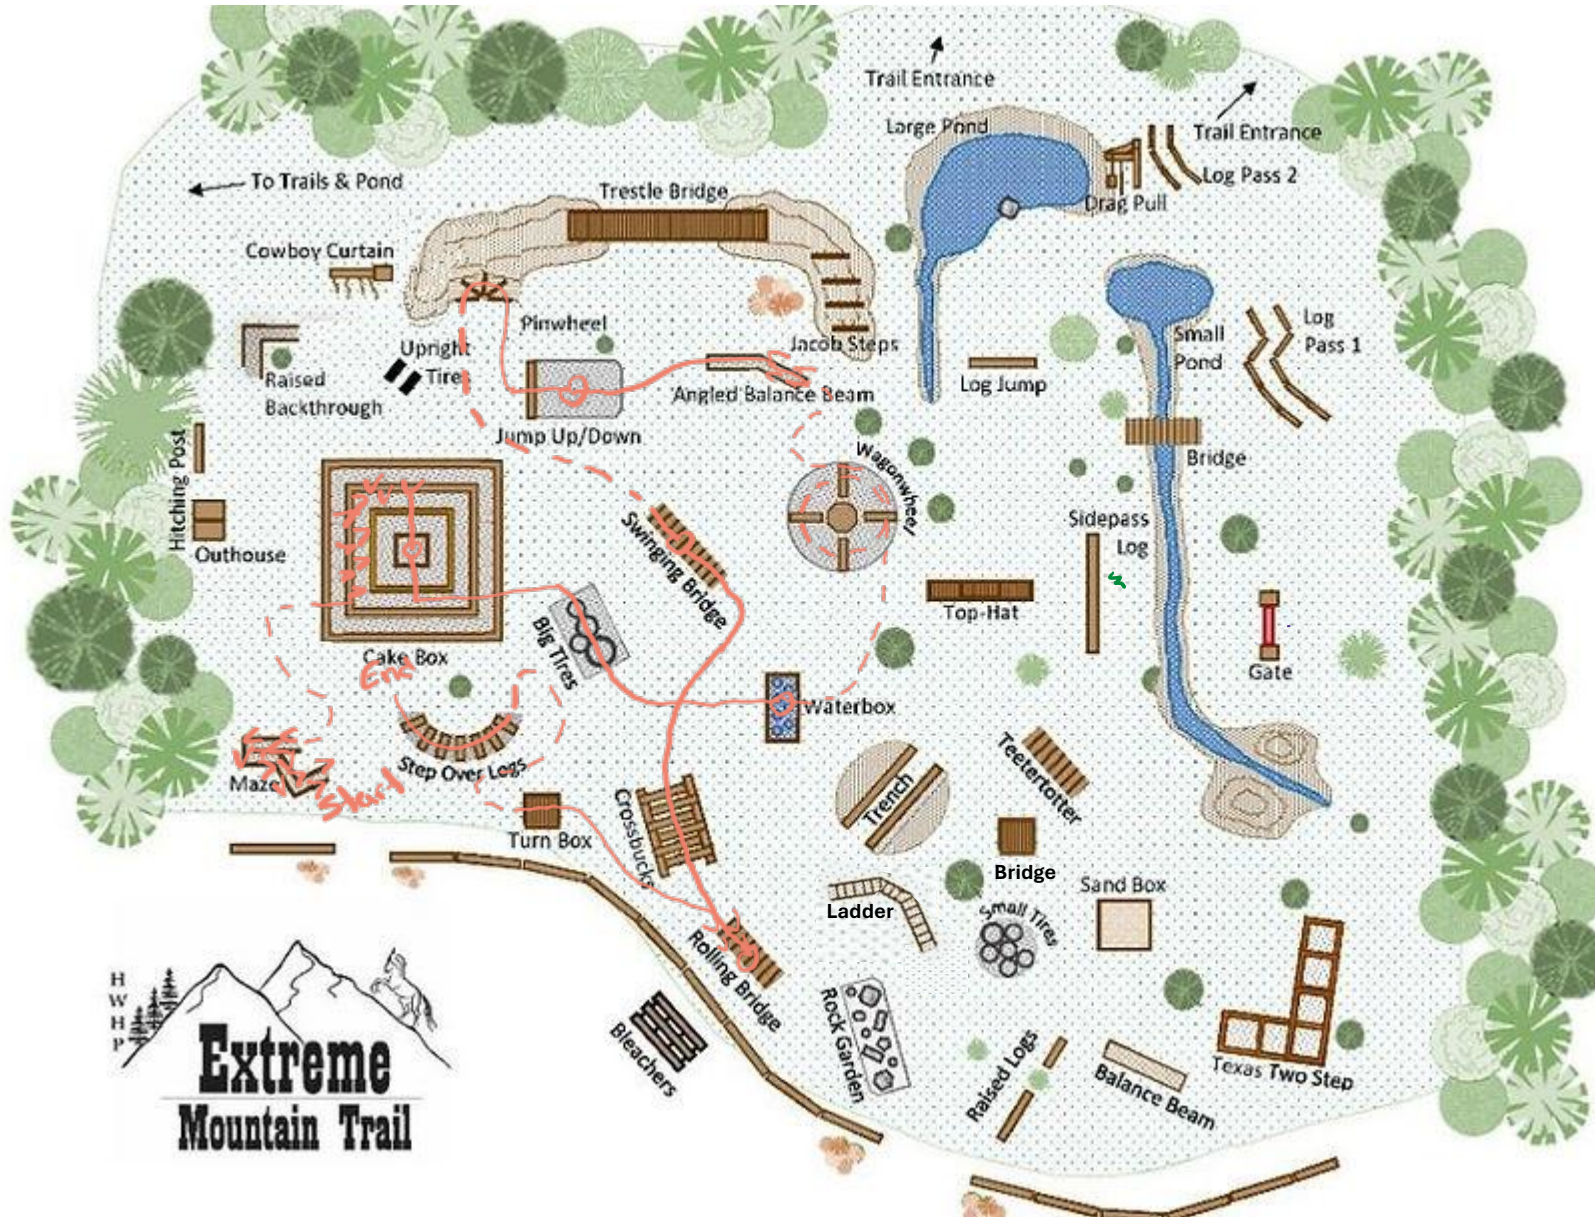 Trail Entrance
Large Pond
Trail Entrance
Log Pass 2
Drag Pull
To Trails & Pond
Trestle Bridge
Cowboy Curtain
Pinwheel
Jacob Steps
Small
Pond
Log
Pass 1
Upright
Tires
Raised
Backthrough
Angled Balance Beam
Log Jump
Jump Up/Down
Hitching Post
Wagonwheel
Bridge
Swinging Bridge
Sidepass
Log
Outhouse
Top-Hat
Big Tires
Cake Box
End
Gate
Waterbox
Step Over Logs
Maze
Start
Teetertotter
Trench
Turn Box
Crossbucks
Bridge
Sand Box
Ladder
Small Tires
Rolling Bridge
Rock Garden
Bleachers
Raised Logs
Balance Beam
Texas Two Step
HWHP
Extreme
Mountain Trail